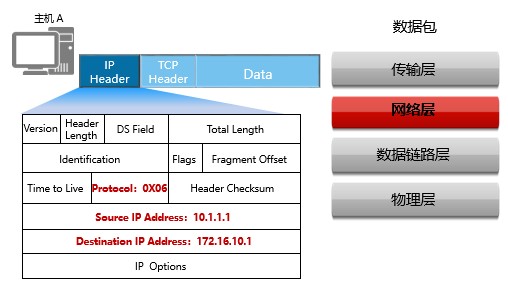 主机 A
数据包
IP Header
TCP Header
Data
传输层
网络层
数据链路层
物理层
Version
Header Length
DS Field
Total Length
Identification
Flags
Fragment Offset
Time to Live
Protocol：0X06
Header Checksum
Source IP Address：10.1.1.1
Destination IP Address：172.16.10.1
IP Options